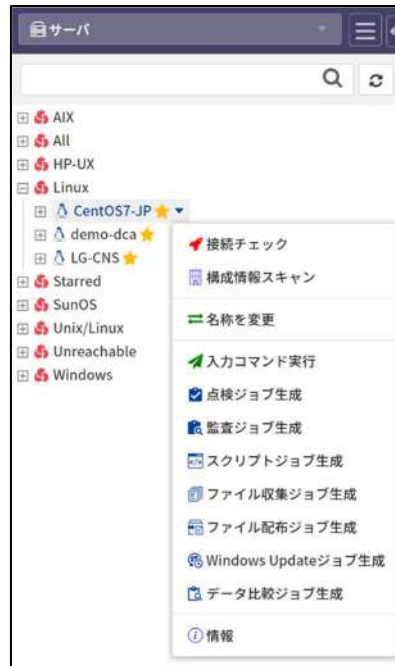 サーバ
AIX
All
HP-UX
Linux
CentOS7-JP
demo-dca
LG-CNS
Starred
SunOS
Unix/Linux
Unreachable
Windows
接続チェック
構成情報スキャン
名称を変更
入力コマンド実行
点検ジョブ生成
監査ジョブ生成
スクリプトジョブ生成
ファイル収集ジョブ生成
ファイル配布ジョブ生成
Windows Updateジョブ生成
データ比較ジョブ生成
情報